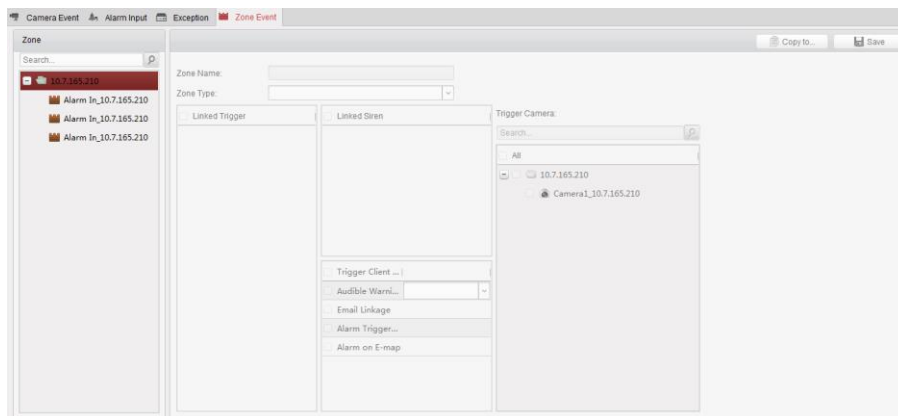 Camera Event Alarm Input Exception Zone Event
Zone
Copy to... Save
Search...
10.7.165.210
Alarm In_10.7.165.210
Alarm In_10.7.165.210
Alarm In_10.7.165.210
Zone Name:
Zone Type:
Linked Trigger
Linked Siren
Trigger Client ...
Audible Warni...
Email Linkage
Alarm Trigger...
Alarm on E-map
Trigger Camera:
Search...
All
10.7.165.210
Camera1_10.7.165.210